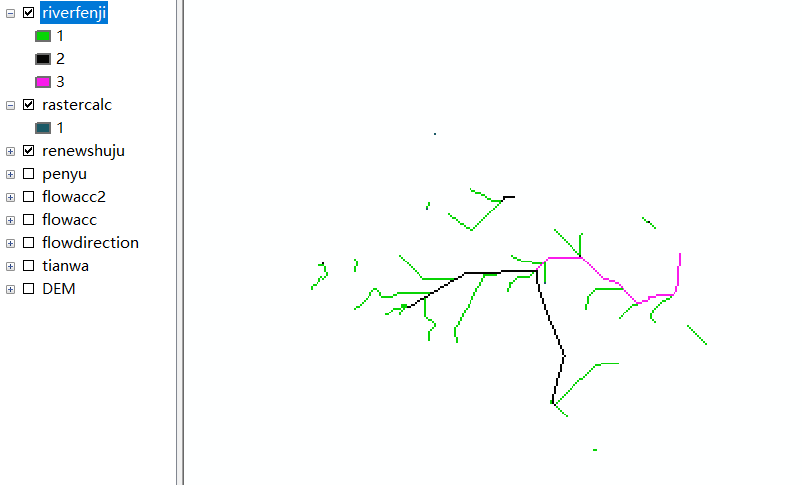 riverfenji
1
2
3
rastercalc
1
renewshuju
penyu
flowacc2
flowacc
flowdirection
tianwa
DEM